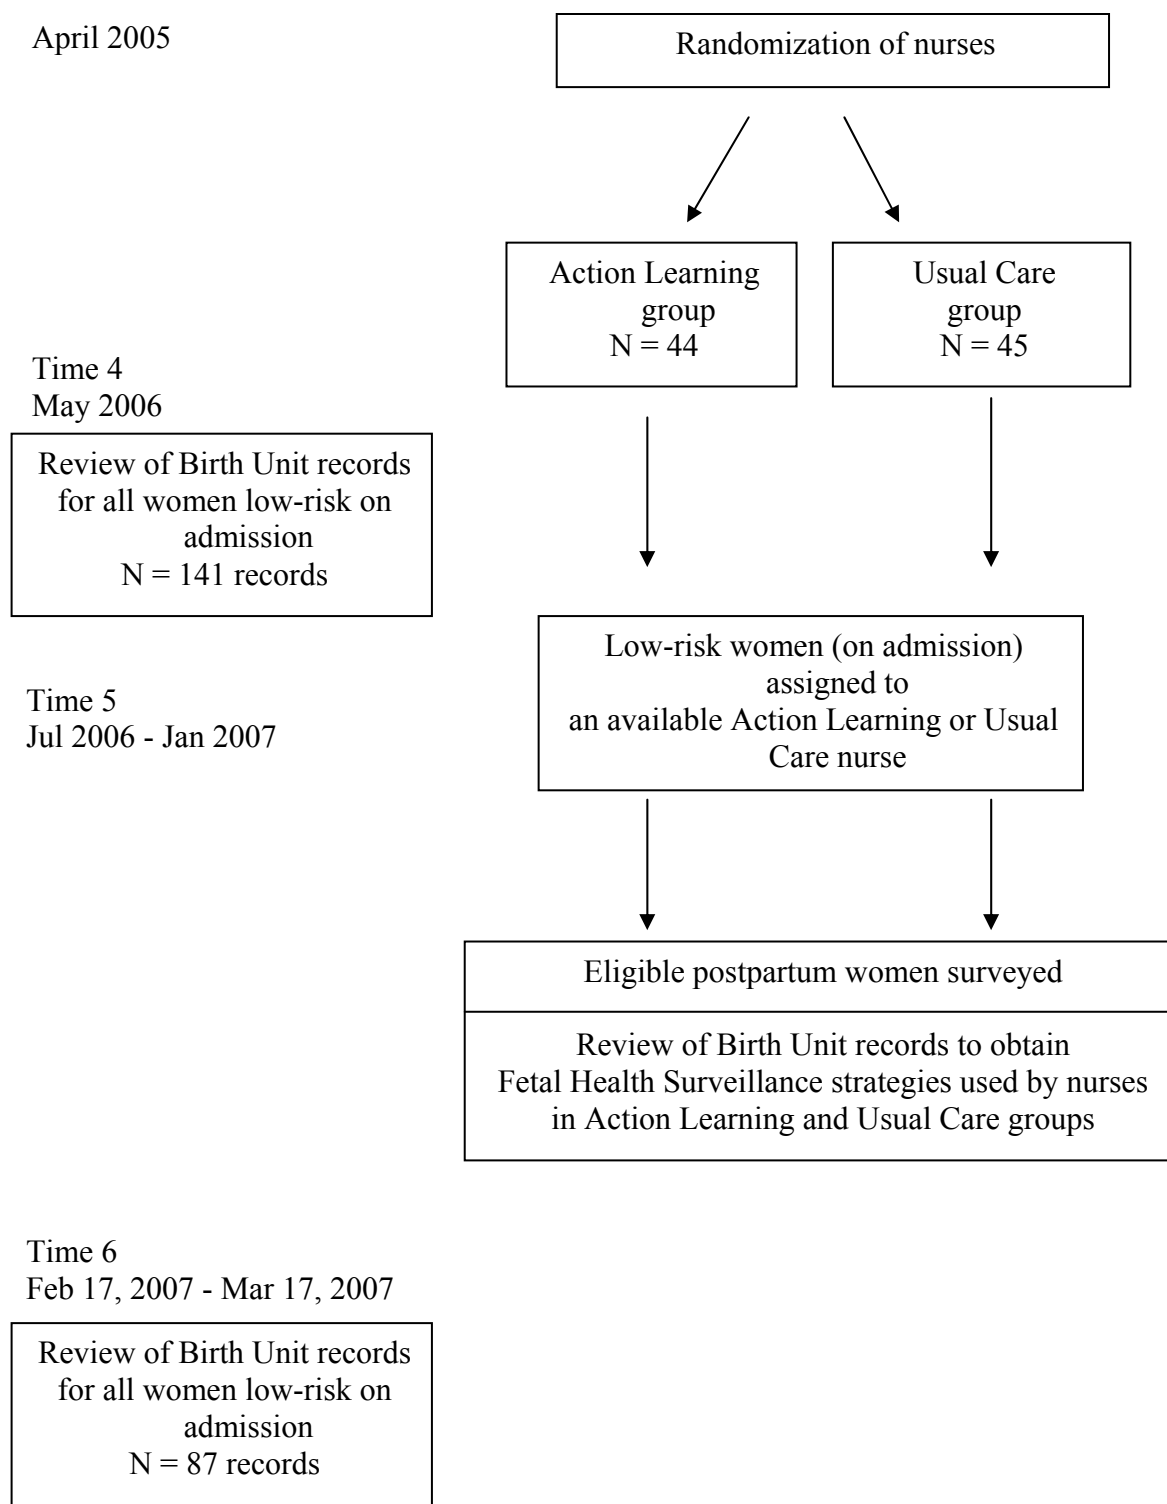 April 2005
Randomization of nurses
Action Learning
group
N = 44
Usual Care
group
N = 45
Time 4
May 2006
Review of Birth Unit records
for all women low-risk on
admission
N = 141 records
Low-risk women (on admission)
assigned to
an available Action Learning or Usual
Care nurse
Time 5
Jul 2006 - Jan 2007
Eligible postpartum women surveyed
Review of Birth Unit records to obtain
Fetal Health Surveillance strategies used by nurses
in Action Learning and Usual Care groups
Time 6
Feb 17, 2007 - Mar 17, 2007
Review of Birth Unit records
for all women low-risk on
admission
N = 87 records